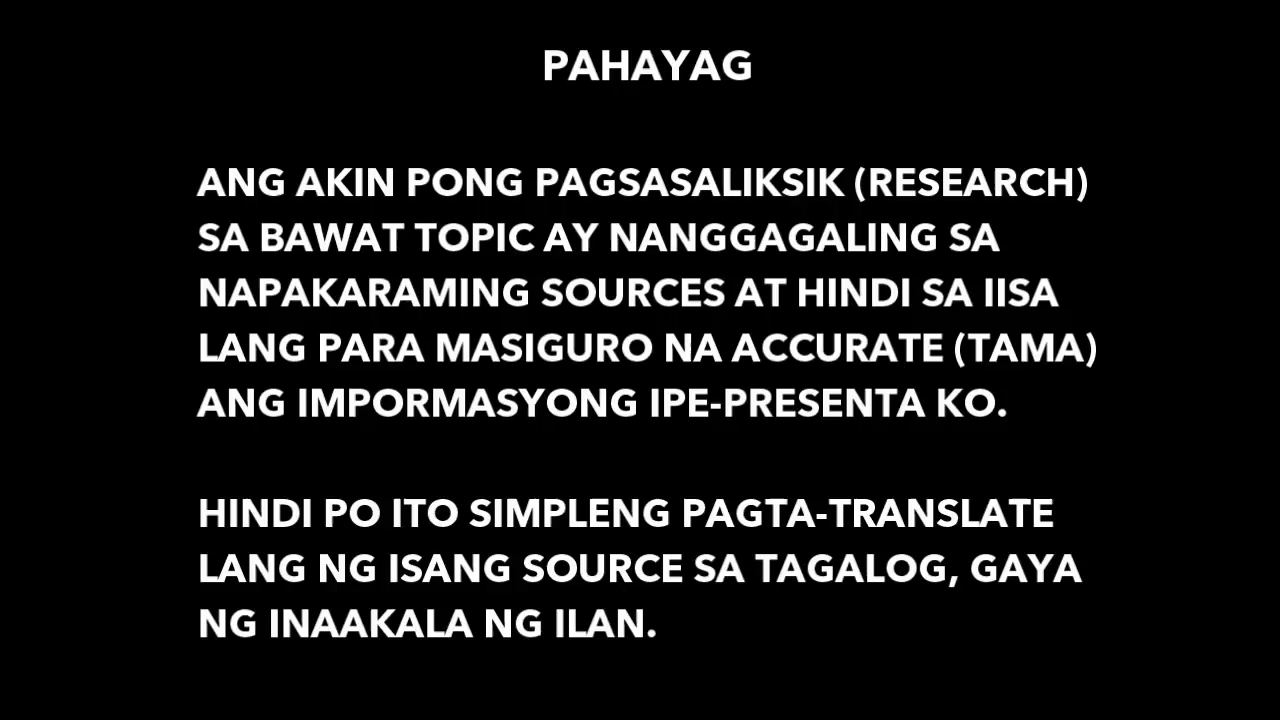 PAHAYAG
ANG AKIN PONG PAGSASALIKSIK (RESEARCH)
SA BAWAT TOPIC AY NANGGAGALING SA
NAPAKARAMING SOURCES AT HINDI SA IISA
LANG PARA MASIGURO NA ACCURATE (TAMA)
ANG IMPORMASYONG IPE-PRESENTA KO.
HINDI PO ITO SIMPLENG PAGTA-TRANSLATE
LANG NG ISANG SOURCE SA TAGALOG, GAYA
NG INAAKALA NG ILAN.